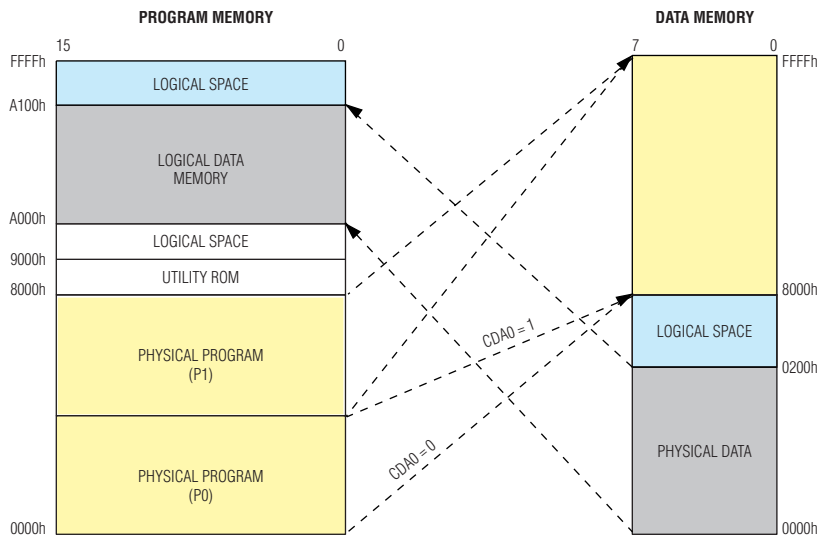 PROGRAM MEMORY
DATA MEMORY
15
0
7
0
FFFFh
FFFFh
LOGICAL SPACE
A100h
LOGICAL DATA
MEMORY
A000h
LOGICAL SPACE
9000h
UTILITY ROM
8000h
8000h
CDA0 = 1
LOGICAL SPACE
PHYSICAL PROGRAM
(P1)
0200h
CDA0 = 0
PHYSICAL DATA
PHYSICAL PROGRAM
(P0)
0000h
0000h